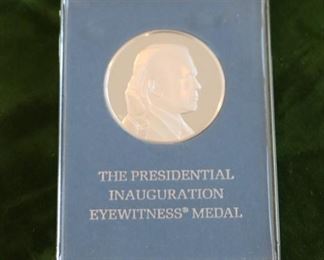 THE PRESIDENTIAL
INAUGURATION
EYEWITNESS® MEDAL